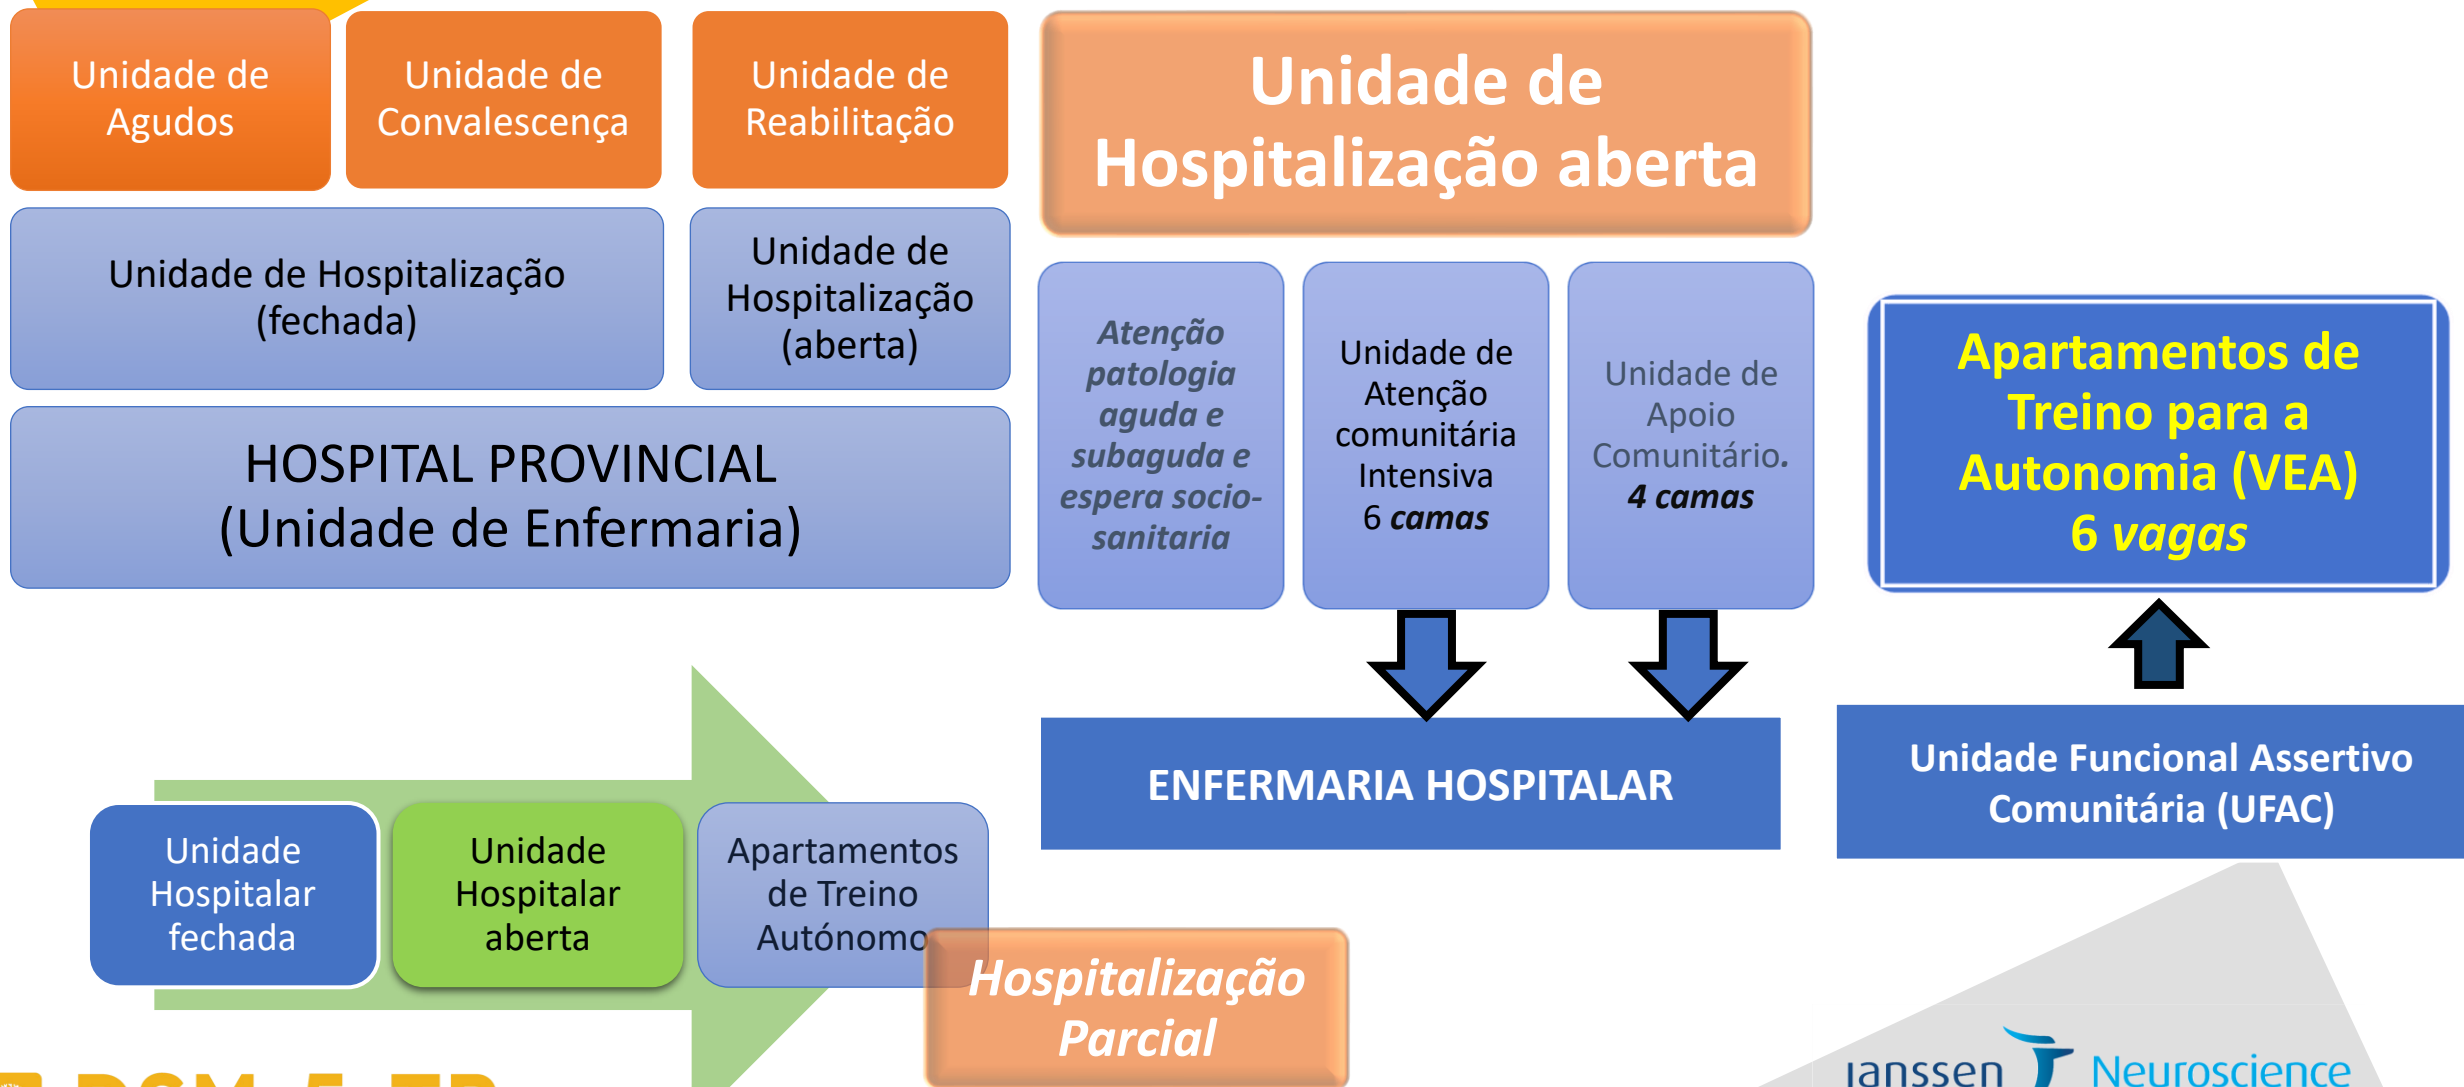 Unidade de
Agudos
Unidade de
Convalescença
Unidade de
Reabilitação
Unidade de Hospitalização
(fechada)
Unidade de
Hospitalização
(aberta)
HOSPITAL PROVINCIAL
(Unidade de Enfermaria)
Unidade de
Hospitalização aberta
Atenção
patologia
aguda e
subaguda e
espera socio-
sanitaria
Unidade de
Atenção
comunitária
Intensiva
6 camas
Unidade de
Apoio
Comunitário.
4 camas
Apartamentos de
Treino para a
Autonomia (VEA)
6 vagas
ENFERMARIA HOSPITALAR
Unidade Funcional Assertivo
Comunitária (UFAC)
Unidade
Hospitalar
fechada
Unidade
Hospitalar
aberta
Apartamentos
de Treino
Autónomo
Hospitalização
Parcial
DSM-5-TR
janssen Neuroscience